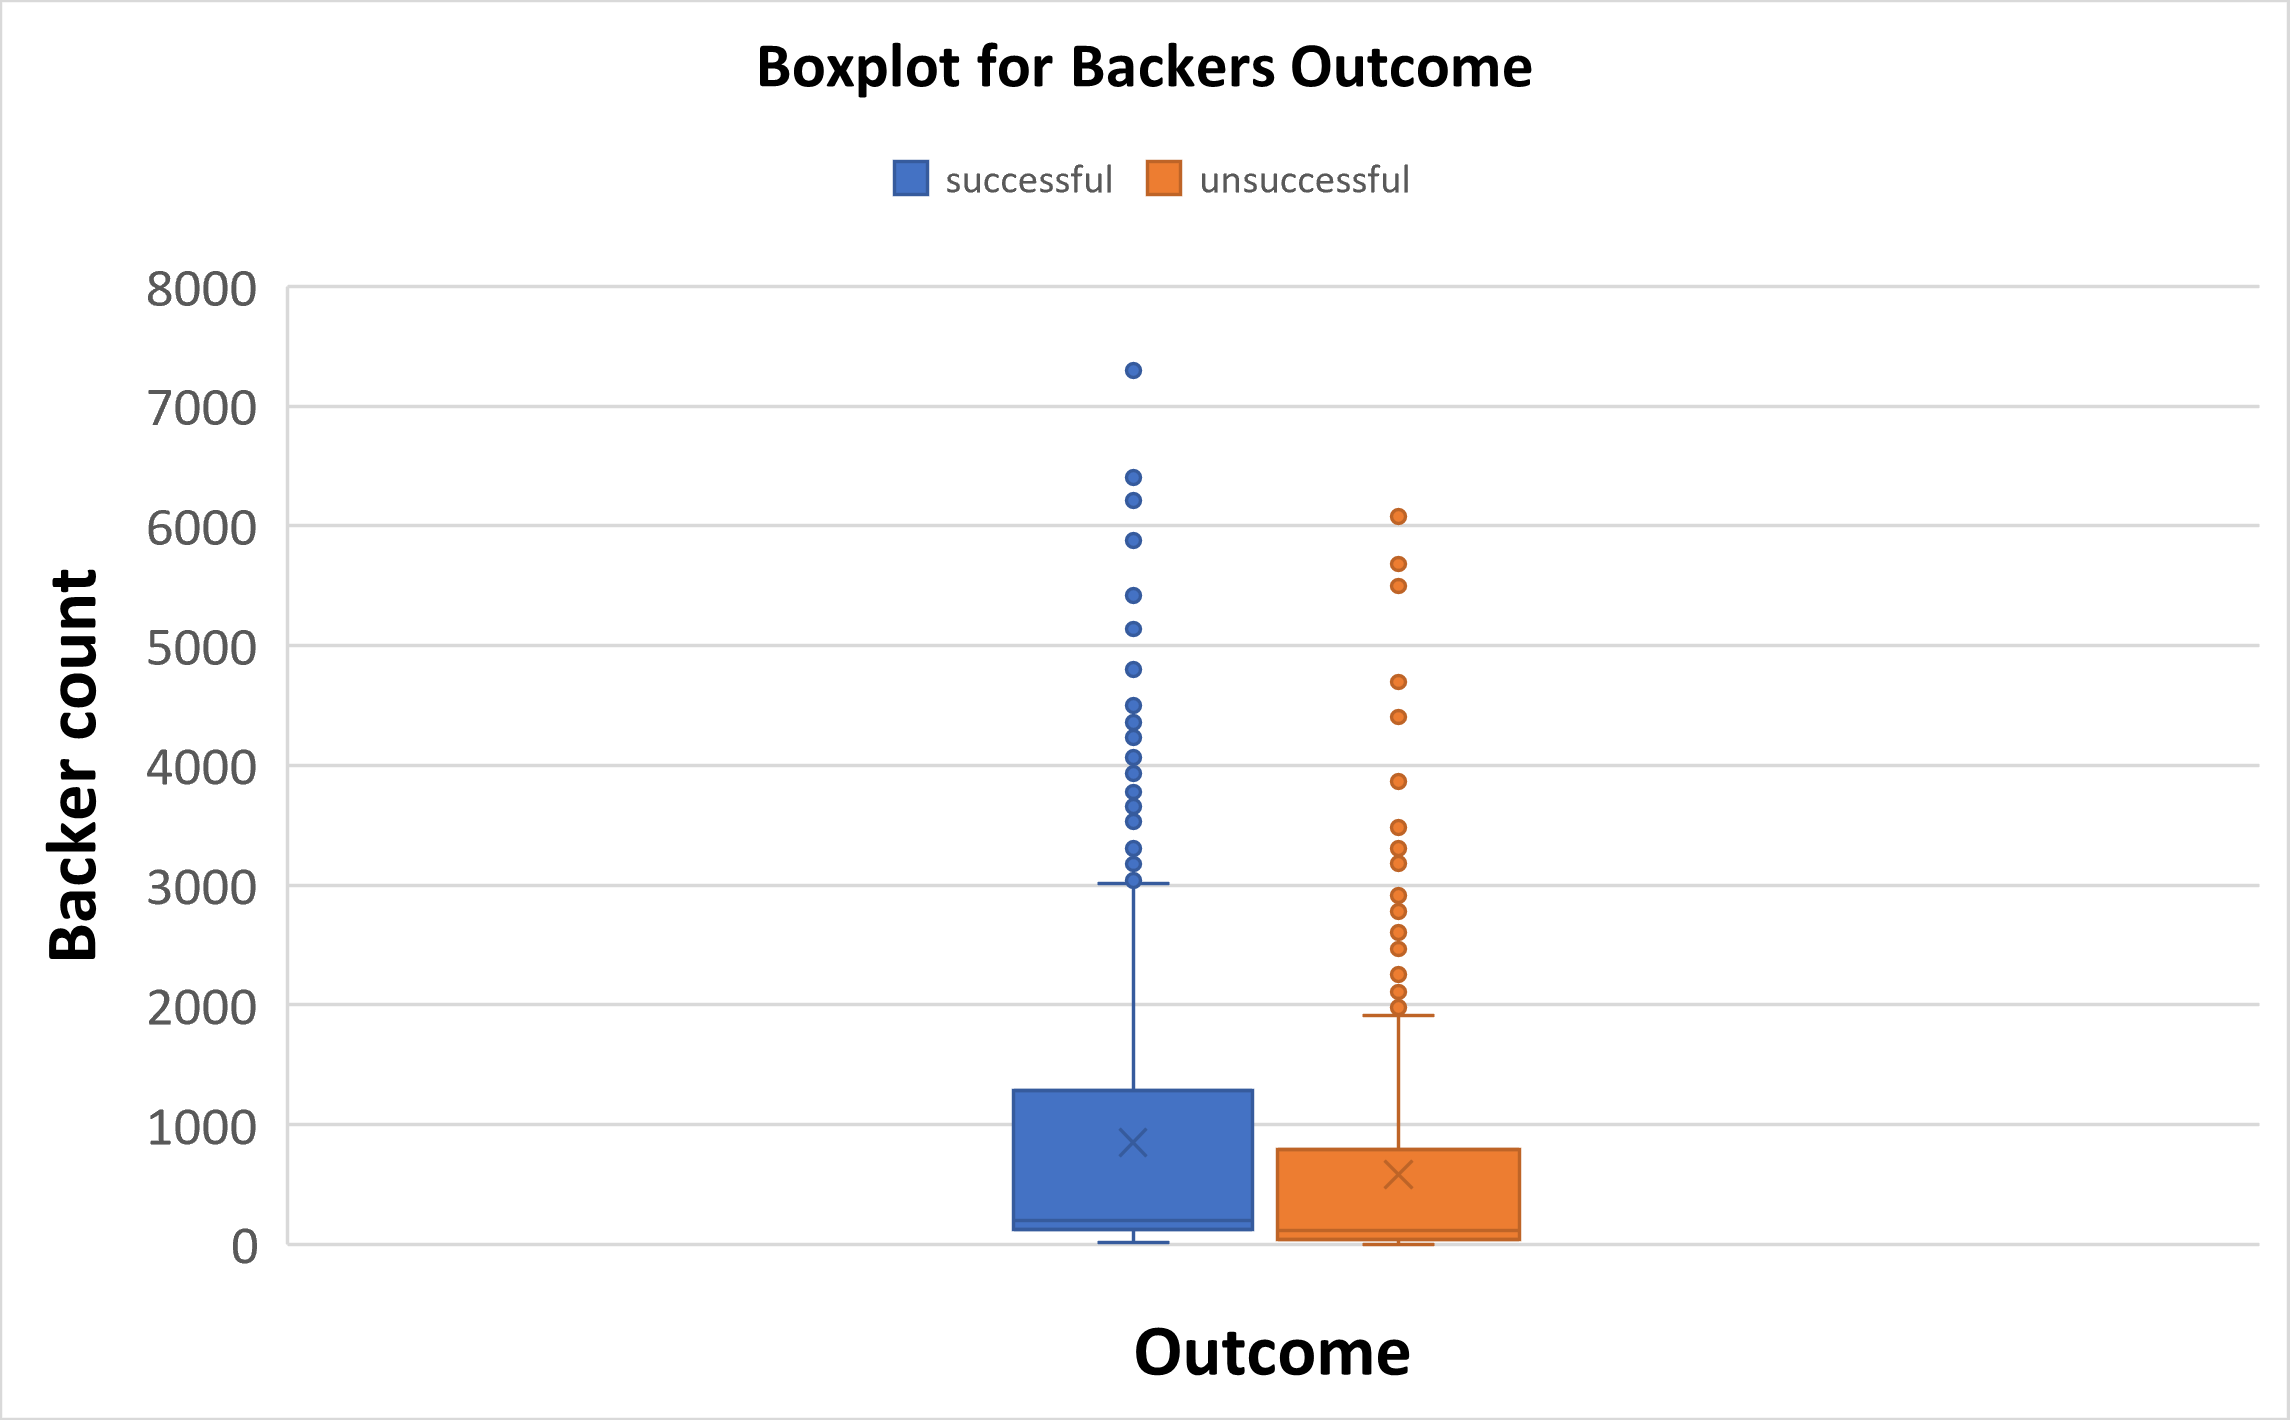 Boxplot for Backers Outcome
successful unsuccessful
8000
7000
6000
5000
4000
3000
2000
1000
0
Backer count
Outcome